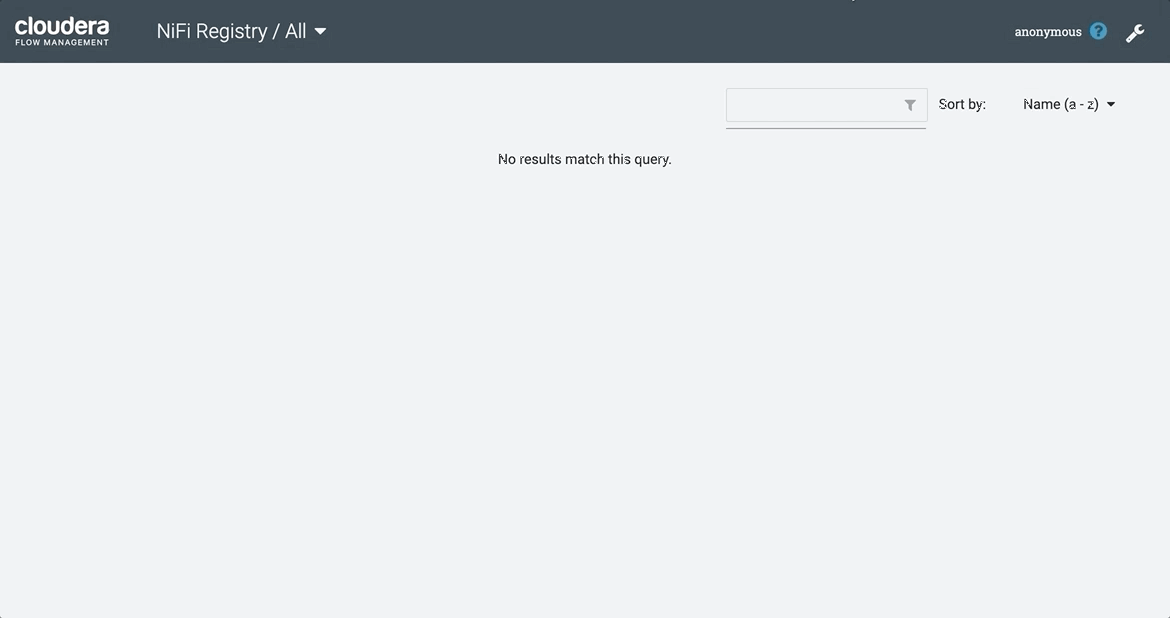 cloudera
FLOW MANAGEMENT
NiFi Registry / All
anonymous ?
Sort by: Name (a - z)
No results match this query.